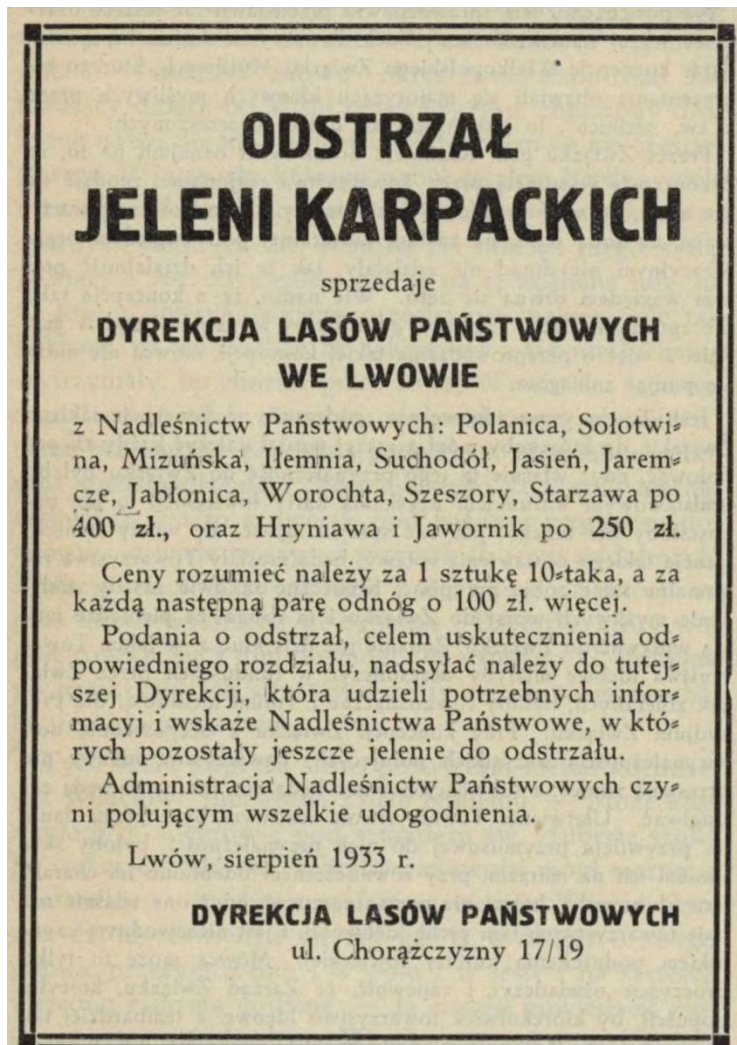 ODSTRZAŁ
JELENI KARPACKICH
sprzedaje
DYREKCJA LASÓW PAŃSTWOWYCH
WE LWOWIE
z Nadleśnictw Państwowych: Polanica, Sołotwi-
na, Mizuńska, Iłemnia, Suchodół, Jasień, Jarem-
cze, Jabłonica, Worochta, Szeszory, Starzawa po
400 zł., oraz Hryniawa i Jawornik po 250 zł.
Ceny rozumieć należy za 1 sztukę 10-taka, a za
każdą następną parę odnóg o 100 zł. więcej.
Podania o odstrzał, celem uskutecznienia od-
powiedniego rozdziału, nadsyłać należy do tutej-
szej Dyrekcji, która udzieli potrzebnych infor-
macyj i wskaże Nadleśnictwa Państwowe, w któ-
rych pozostały jeszcze jelenie do odstrzału.
Administracja Nadleśnictw Państwowych czy-
ni polującym wszelkie udogodnienia.
Lwów, sierpień 1933 r.
DYREKCJA LASÓW PAŃSTWOWYCH
ul. Chorążczyzny 17/19